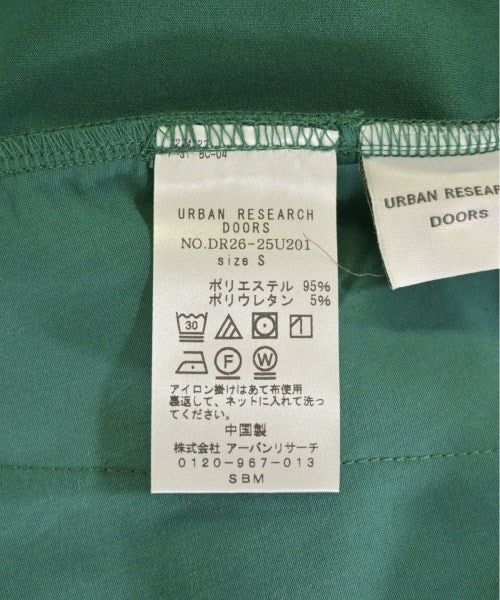 BC-04
URBAN RESEARCH
DOORS
NO.DR26-25U201
size S
ポリエステル 95%
ポリウレタン 5%
30
F
W
アイロン掛けはあて布使用
裏返して、ネットに入れて洗っ
てください。
中国製
株式会社 アーバンリサーチ
0120-967-013
SBM
URBAN RESEARCH
DOORS